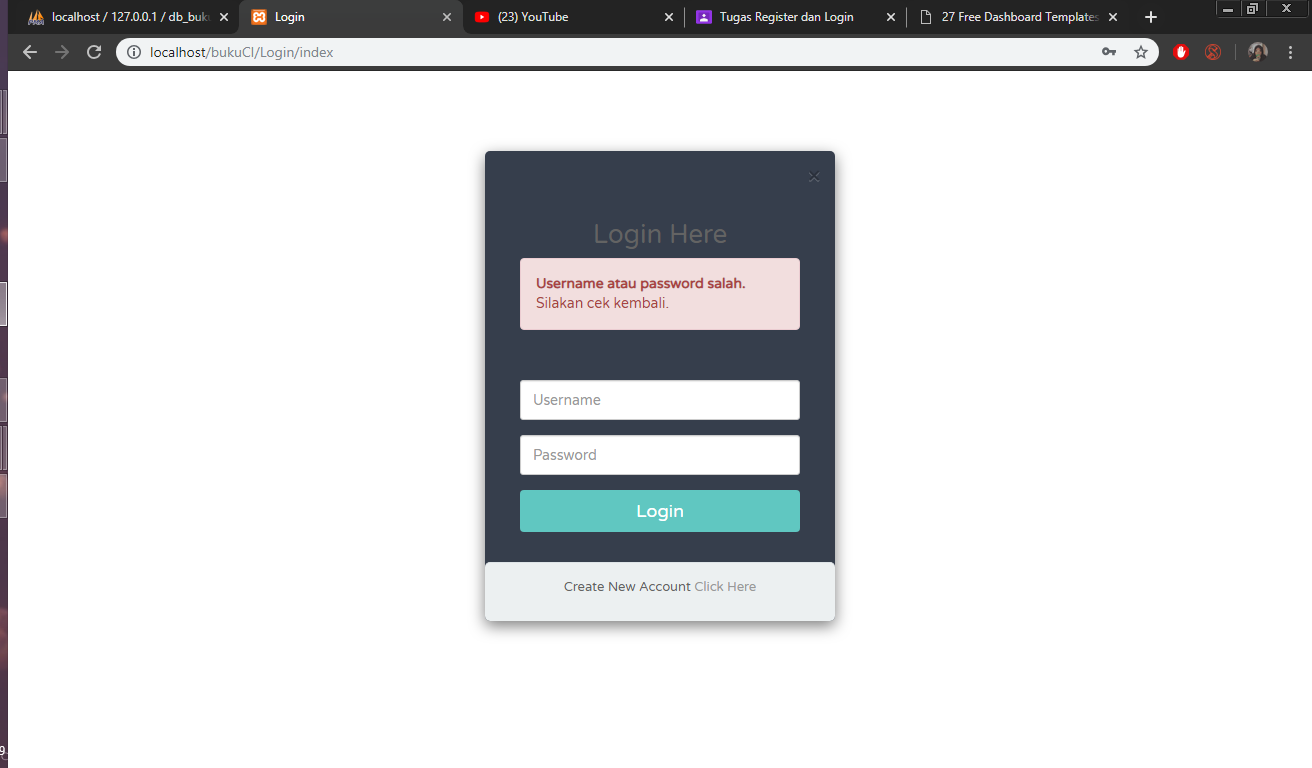 localhost / 127.0.0.1 / db_buku
Login
(23) YouTube
Tugas Register dan Login
27 Free Dashboard Templates
localhost/bukuCI/Login/index
×
Login Here
Username atau password salah.
Silakan cek kembali.
Username
Password
Login
Create New Account Click Here
9